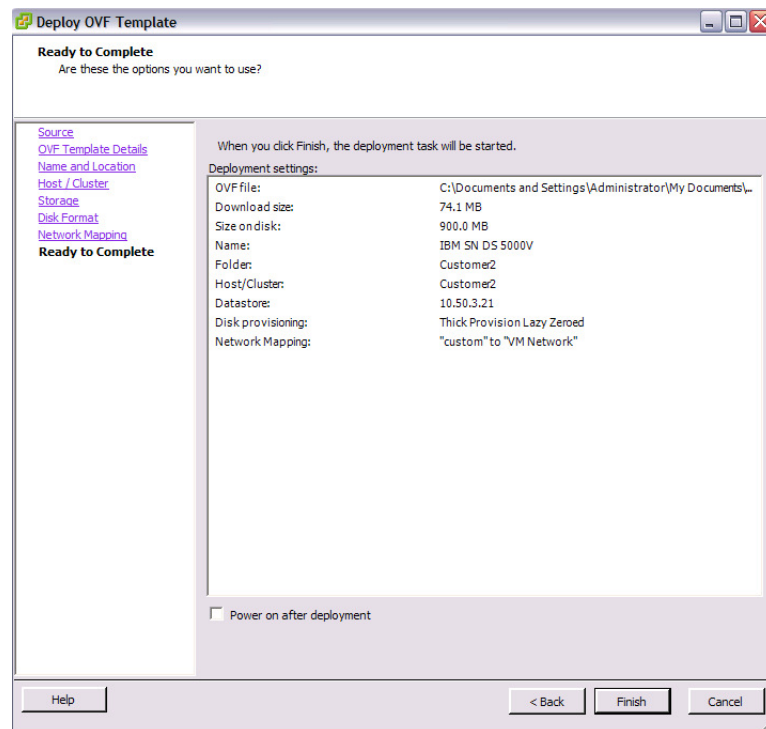 Deploy OVF Template
Ready to Complete
Are these the options you want to use?
Source
OVF Template Details
Name and Location
Host / Cluster
Storage
Disk Format
Network Mapping
Ready to Complete
When you click Finish, the deployment task will be started.
Deployment settings:
OVF file: C:\Documents and Settings\Administrator\My Documents\...
Download size: 74.1 MB
Size on disk: 900.0 MB
Name: IBM SN DS 5000V
Folder: Customer2
Host/Cluster: Customer2
Datastore: 10.50.3.21
Disk provisioning: Thick Provision Lazy Zeroed
Network Mapping: "custom" to "VM Network"
Power on after deployment
Help < Back Finish Cancel